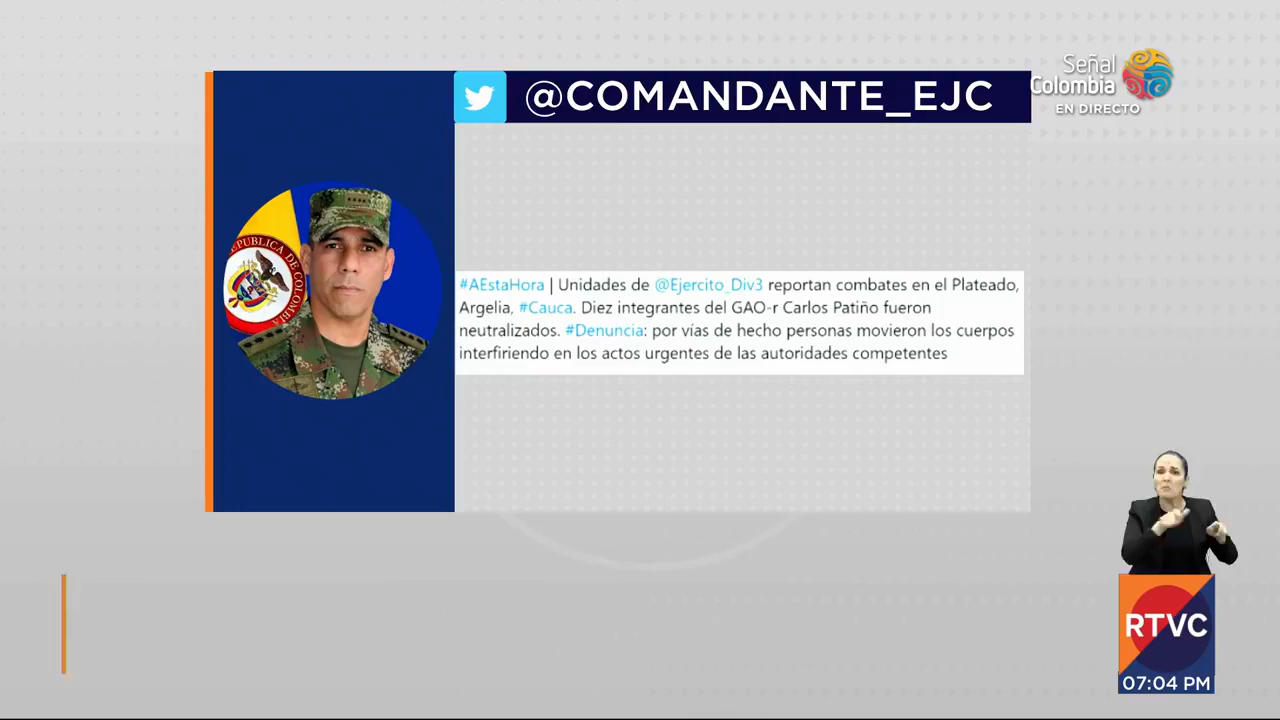 @COMANDANTE_EJC
Señal
Colombia
EN DIRECTO
EPUBLICA DE COLOMBIA
#AEstaHora | Unidades de @Ejercito_Div3 reportan combates en el Plateado,
Argelia, #Cauca. Diez integrantes del GAO-r Carlos Patiño fueron
neutralizados. #Denuncia: por vías de hecho personas movieron los cuerpos
interfiriendo en los actos urgentes de las autoridades competentes
RTVC
07:04 PM